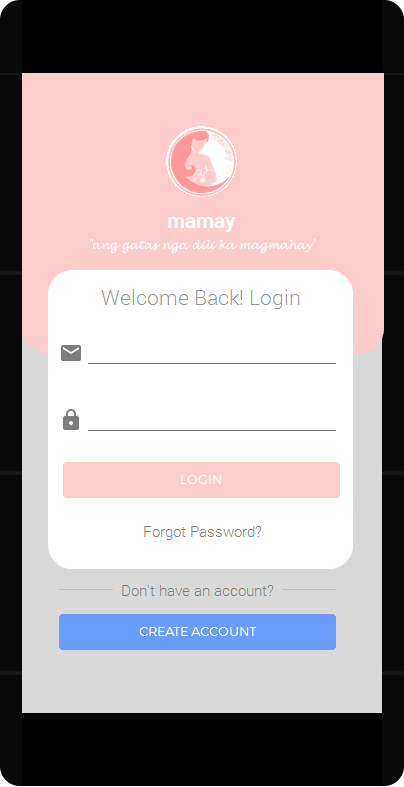 mamay
"ang gatas nga dili ka magmahay"
Welcome Back! Login
LOGIN
Forgot Password?
Don't have an account?
CREATE ACCOUNT